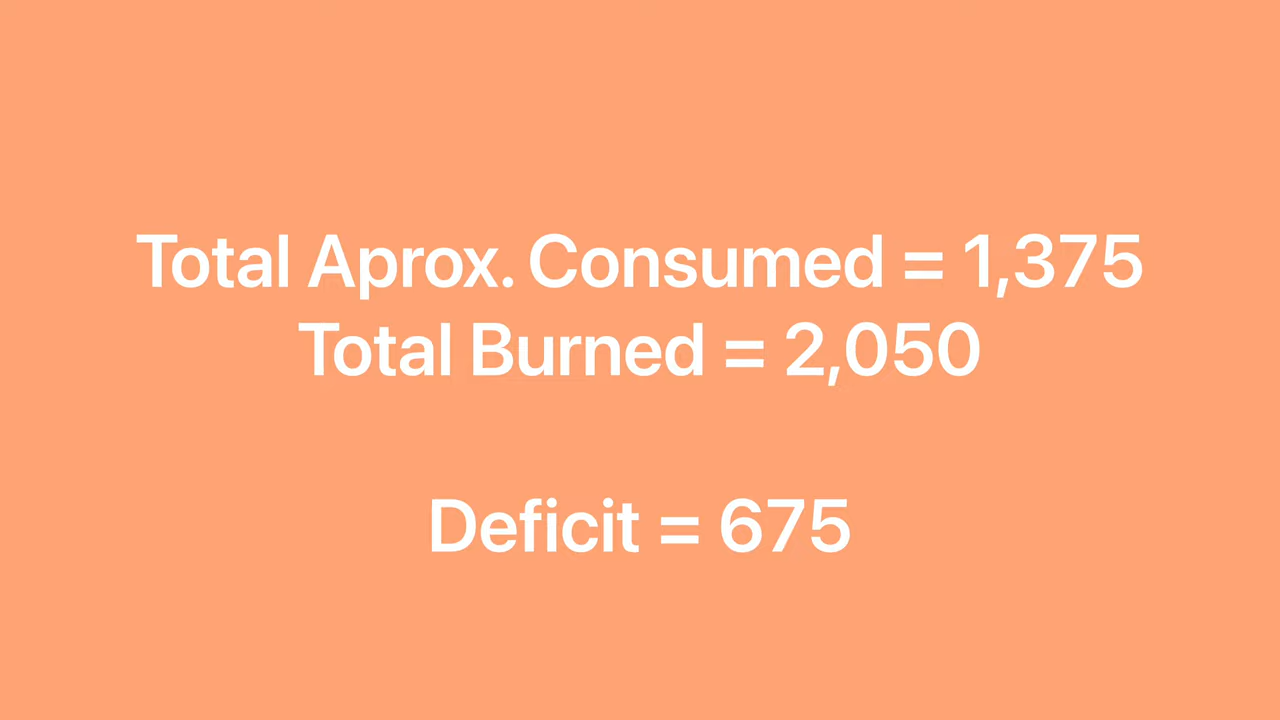 Total Aprox. Consumed = 1,375
Total Burned = 2,050
Deficit = 675